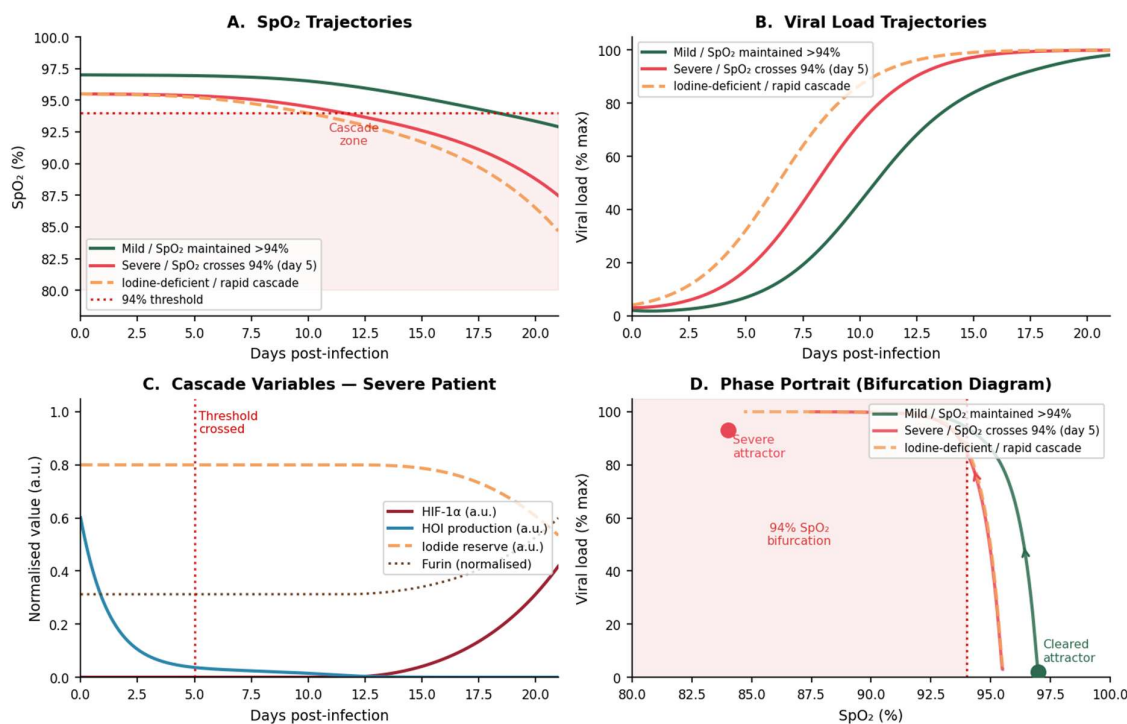 A. SpO₂ Trajectories
100.0
97.5
95.0
92.5
90.0
87.5
85.0
82.5
80.0
SpO₂ (%)
Cascade
zone
Mild / SpO₂ maintained >94%
Severe / SpO₂ crosses 94% (day 5)
Iodine-deficient / rapid cascade
94% threshold
0.0 2.5 5.0 7.5 10.0 12.5 15.0 17.5 20.0
Days post-infection
B. Viral Load Trajectories
100
80
60
40
20
0
Viral load (% max)
Mild / SpO₂ maintained >94%
Severe / SpO₂ crosses 94% (day 5)
Iodine-deficient / rapid cascade
0.0 2.5 5.0 7.5 10.0 12.5 15.0 17.5 20.0
Days post-infection
C. Cascade Variables — Severe Patient
1.0
0.8
0.6
0.4
0.2
0.0
Normalised value (a.u.)
Threshold
crossed
HIF-1α (a.u.)
HOI production (a.u.)
Iodide reserve (a.u.)
Furin (normalised)
0.0 2.5 5.0 7.5 10.0 12.5 15.0 17.5 20.0
Days post-infection
D. Phase Portrait (Bifurcation Diagram)
100
80
60
40
20
0
Viral load (% max)
Mild / SpO₂ maintained >94%
Severe / SpO₂ crosses 94% (day 5)
Iodine-deficient / rapid cascade
Severe
attractor
94% SpO₂
bifurcation
Cleared
attractor
80.0 82.5 85.0 87.5 90.0 92.5 95.0 97.5 100.0
SpO₂ (%)